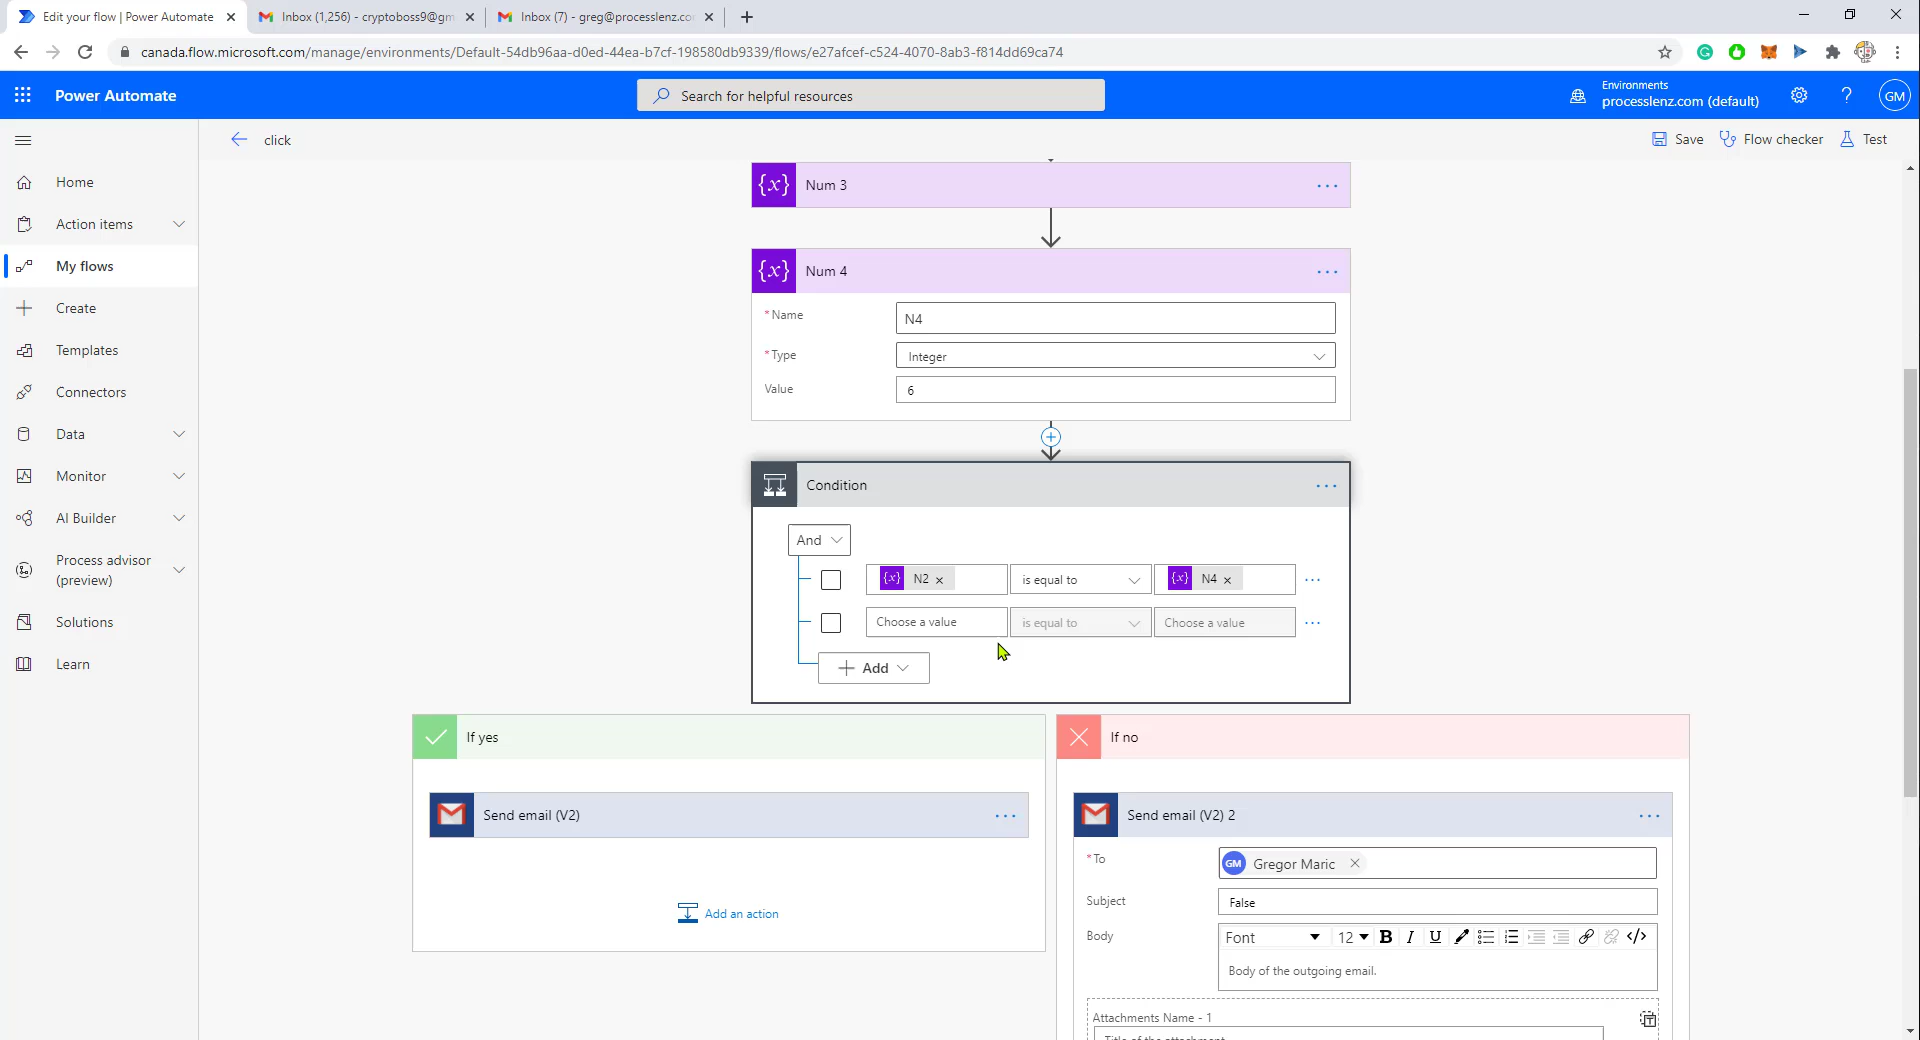 Edit your flow | Power Automate
Inbox (1,256) - cryptoboss9@gm
Inbox (7) - greg@processlenz.co
canada.flow.microsoft.com/manage/environments/Default-54db96aa-d0ed-44ea-b7cf-198580db9339/flows/e27afcef-c524-4070-8ab3-f814dd69ca74
Power Automate
Search for helpful resources
Environments
processlenz.com (default)
GM
click
Save
Flow checker
Test
Home
Action items
My flows
Create
Templates
Connectors
Data
Monitor
AI Builder
Process advisor
(preview)
Solutions
Learn
{x} Num 3
{x} Num 4
* Name
N4
* Type
Integer
Value
6
Condition
And
{x} N2 is equal to {x} N4
Choose a value is equal to Choose a value
Add
If yes
Send email (V2)
Add an action
If no
Send email (V2) 2
* To
GM Gregor Maric
Subject
False
Body
Font 12 B I U </>
Body of the outgoing email.
Attachments Name - 1
Title of the attachment